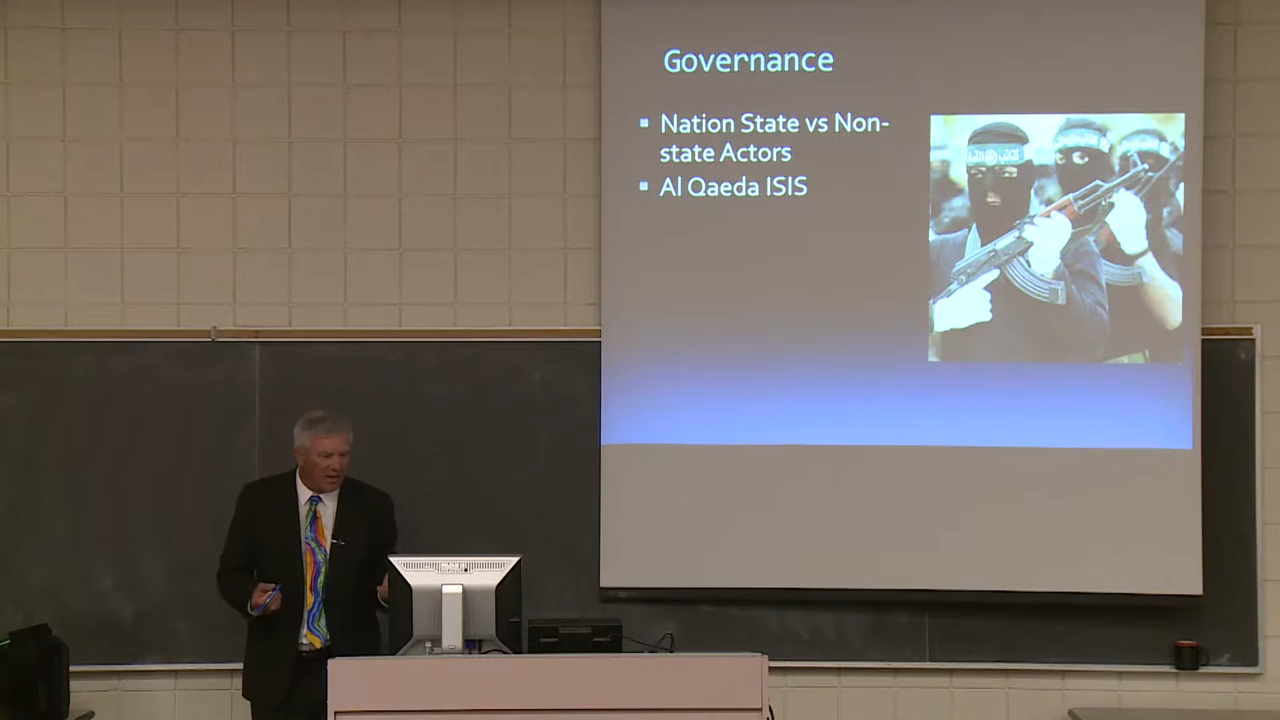 Governance
▪ Nation State vs Non-
state Actors
▪ Al Qaeda ISIS